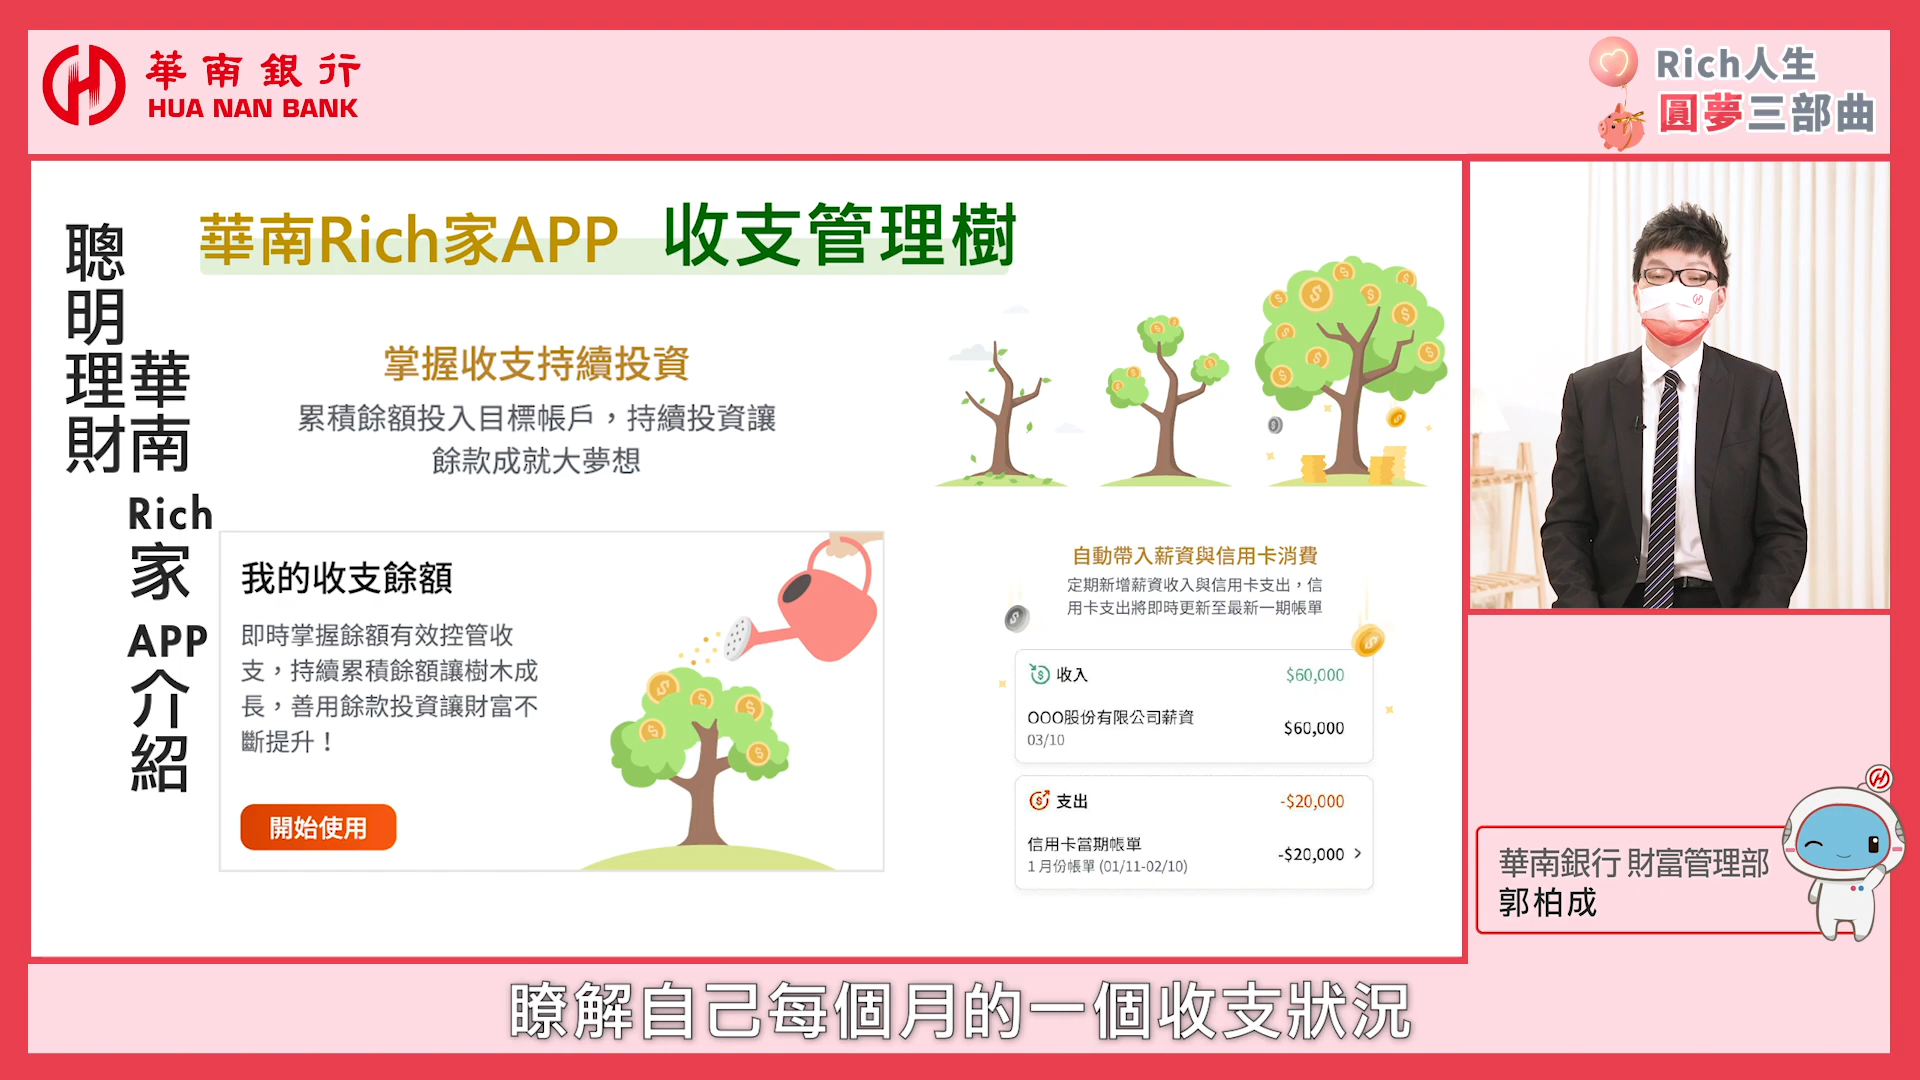 華南銀行
HUA NAN BANK
Rich人生
圓夢三部曲
聰明理財
華南Rich家APP介紹
華南Rich家APP 收支管理樹
掌握收支持續投資
累積餘額投入目標帳戶，持續投資讓
餘款成就大夢想
我的收支餘額
即時掌握餘額有效控管收
支，持續累積餘額讓樹木成
長，善用餘款投資讓財富不
斷提升！
開始使用
自動帶入薪資與信用卡消費
定期新增薪資收入與信用卡支出，信
用卡支出將即時更新至最新一期帳單
收入 $60,000
OOO股份有限公司薪資 $60,000
03/10
支出 -$20,000
信用卡當期帳單 -$20,000
1月份帳單 (01/11-02/10)
華南銀行 財富管理部
郭柏成
瞭解自己每個月的一個收支狀況